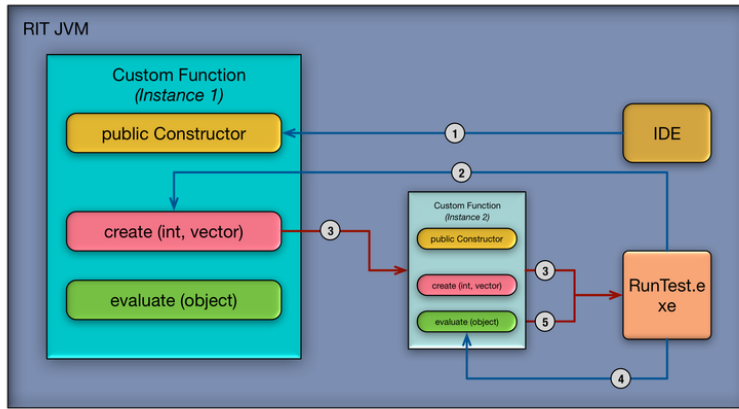 RIT JVM
Custom Function
(Instance 1)
public Constructor
1
IDE
2
create (int, vector)
3
Custom Function
(Instance 2)
public Constructor
create (int, vector)
3
evaluate (object)
5
RunTest.e
xe
evaluate (object)
4